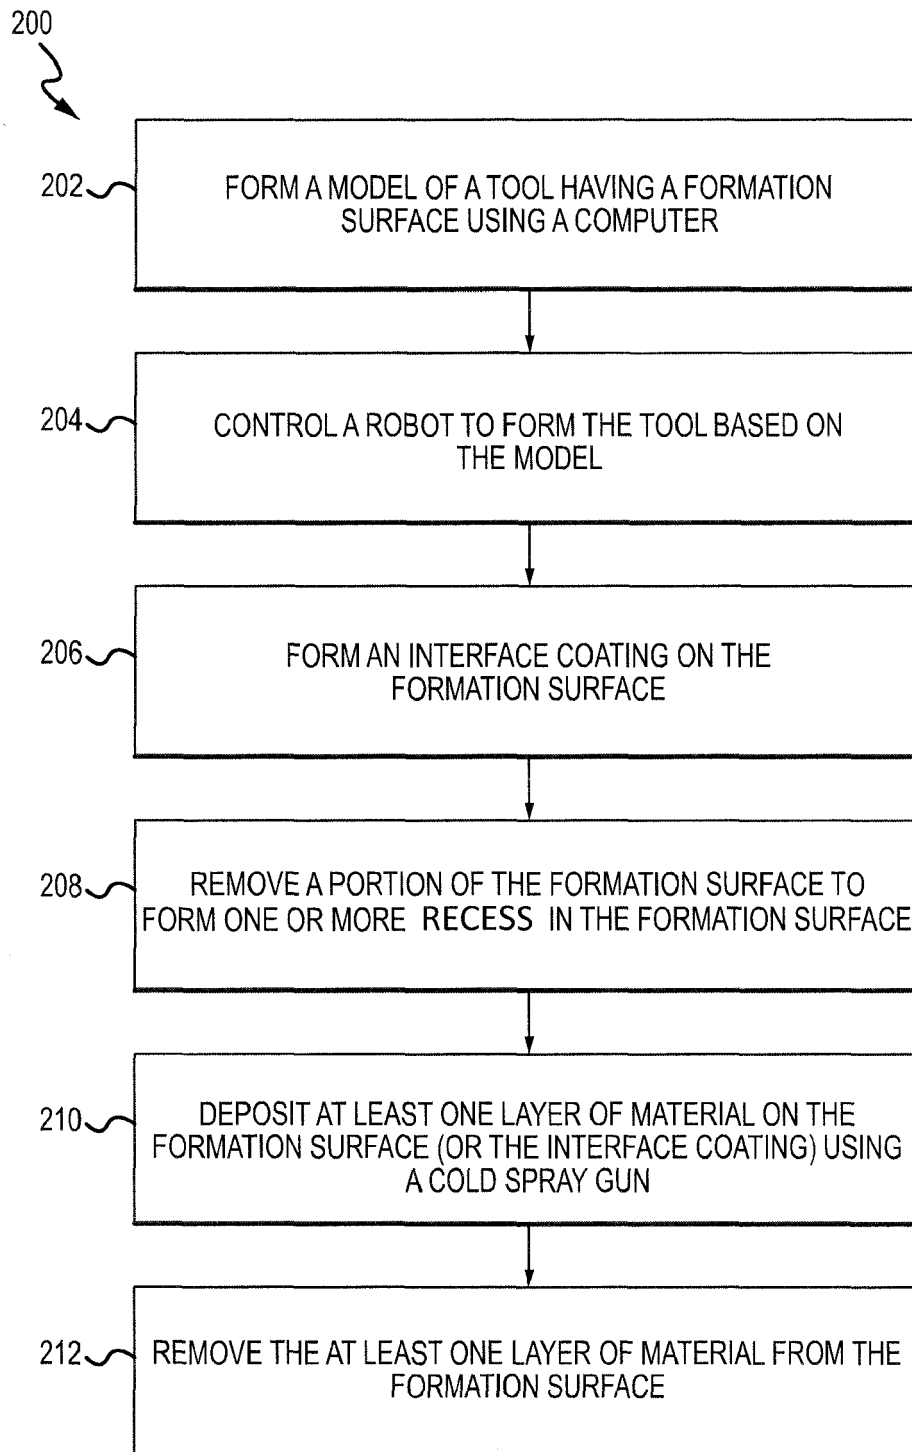 200
202
FORM A MODEL OF A TOOL HAVING A FORMATION
SURFACE USING A COMPUTER
204
CONTROL A ROBOT TO FORM THE TOOL BASED ON
THE MODEL
206
FORM AN INTERFACE COATING ON THE
FORMATION SURFACE
208
REMOVE A PORTION OF THE FORMATION SURFACE TO
FORM ONE OR MORE RECESS IN THE FORMATION SURFACE
210
DEPOSIT AT LEAST ONE LAYER OF MATERIAL ON THE
FORMATION SURFACE (OR THE INTERFACE COATING) USING
A COLD SPRAY GUN
212
REMOVE THE AT LEAST ONE LAYER OF MATERIAL FROM THE
FORMATION SURFACE